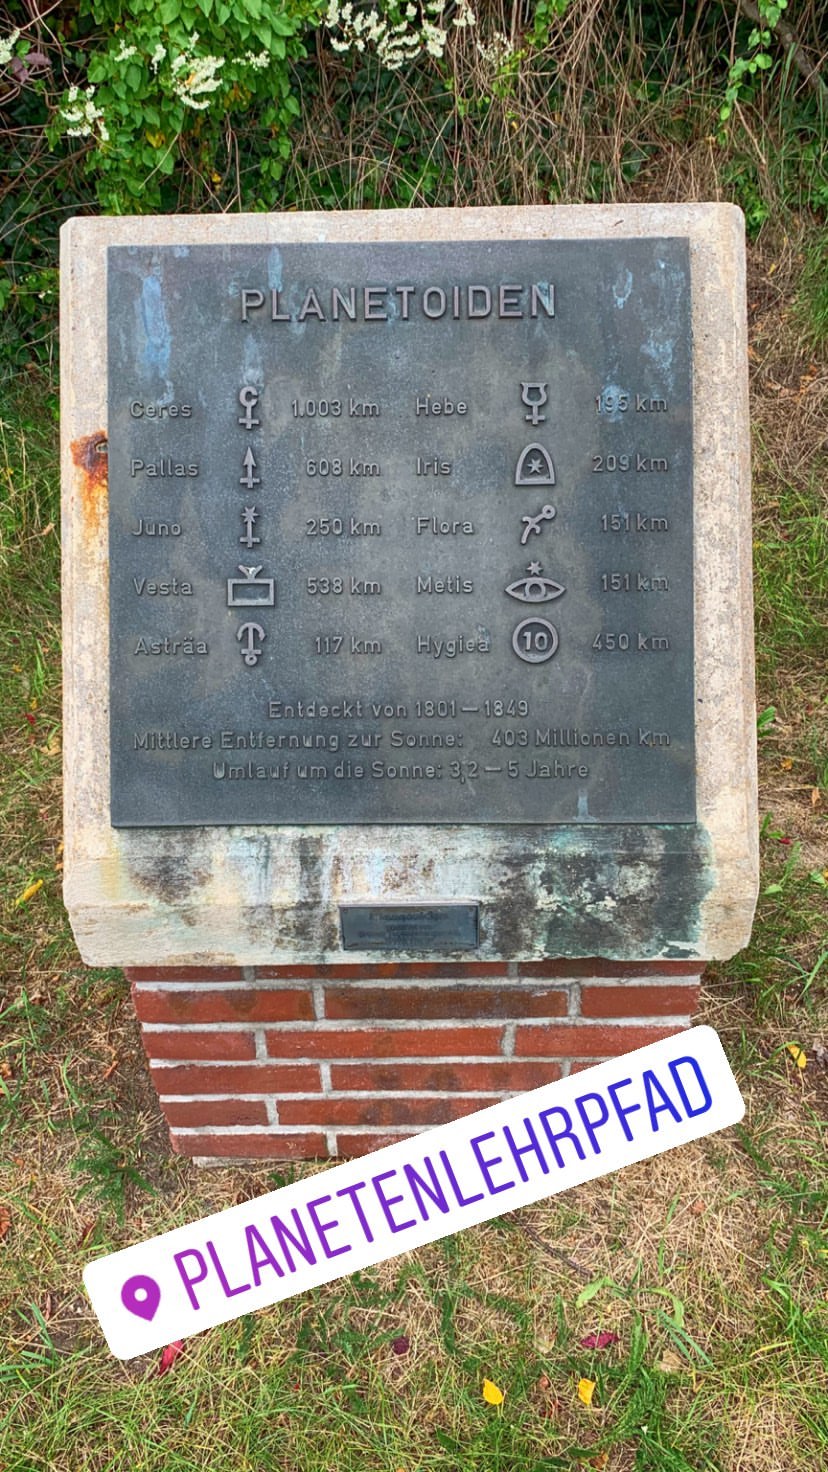 PLANETOIDEN
Ceres 1.003 km Hebe 195 km
Pallas 608 km Iris 209 km
Juno 250 km Flora 151 km
Vesta 538 km Metis 151 km
Asträa 117 km Hygiea 10 450 km
Entdeckt von 1801 — 1849
Mittlere Entfernung zur Sonne: 403 Millionen km
Umlauf um die Sonne: 3,2 — 5 Jahre
PLANETENLEHRPFAD